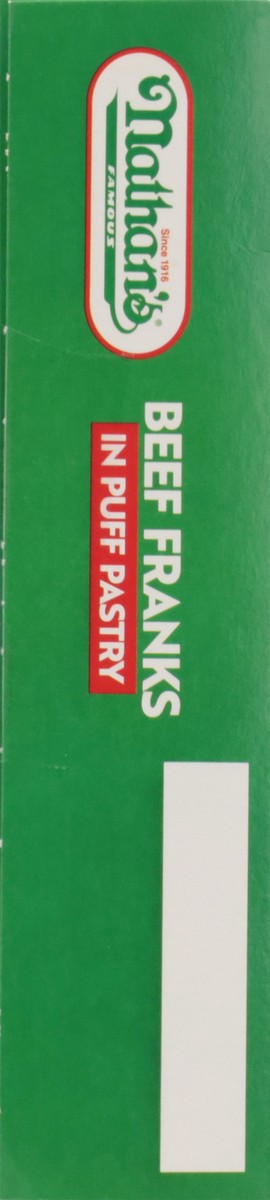 Since 1916
Nathan's®
FAMOUS
BEEF FRANKS
IN PUFF PASTRY